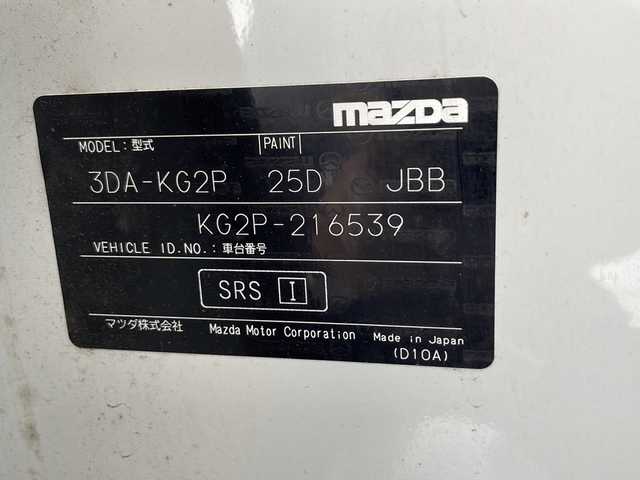 mazda
MODEL:型式 PAINT
3DA-KG2P 25D JBB
KG2P-216539
VEHICLE ID.NO.:車台番号
SRS I
マツダ株式会社 Mazda Motor Corporation Made in Japan
(D10A)